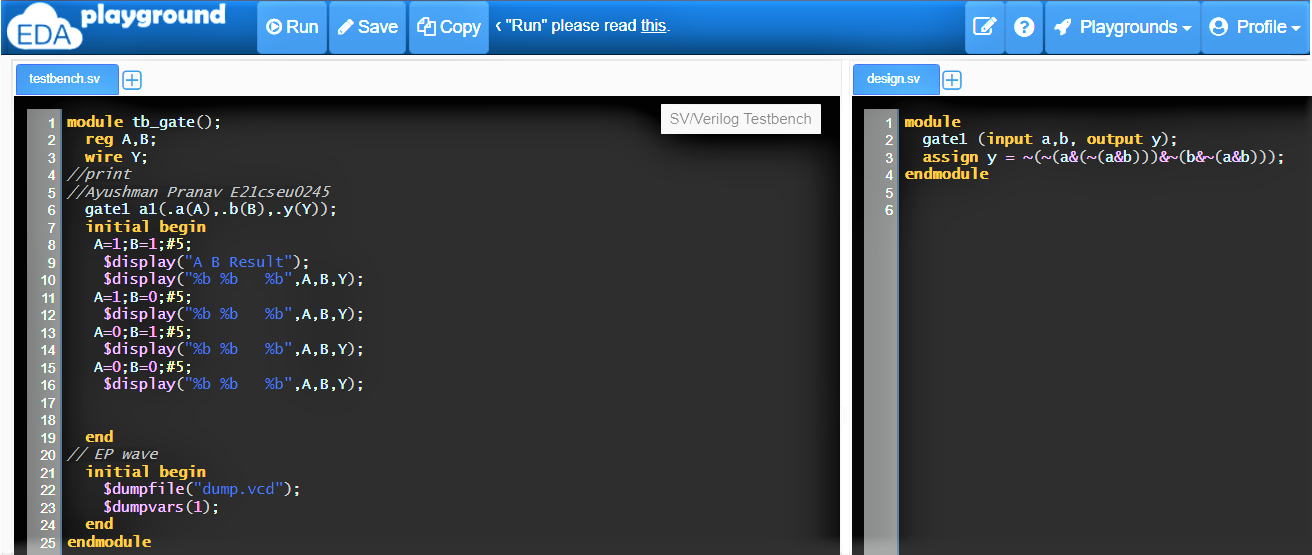 EDA playground
Run Save Copy ‹ "Run" please read this. Playgrounds Profile
testbench.sv
SV/Verilog Testbench
1 module tb_gate();
2 reg A,B;
3 wire Y;
4 //print
5 //Ayushman Pranav E21cseu0245
6 gate1 a1(.a(A),.b(B),.y(Y));
7 initial begin
8 A=1;B=1;#5;
9 $display("A B Result");
10 $display("%b %b   %b",A,B,Y);
11 A=1;B=0;#5;
12 $display("%b %b   %b",A,B,Y);
13 A=0;B=1;#5;
14 $display("%b %b   %b",A,B,Y);
15 A=0;B=0;#5;
16 $display("%b %b   %b",A,B,Y);
17
18
19 end
20 // EP wave
21 initial begin
22 $dumpfile("dump.vcd");
23 $dumpvars(1);
24 end
25 endmodule
design.sv
1 module
2 gate1 (input a,b, output y);
3 assign y = ~(~(a&(~(a&b)))&~(b&~(a&b)));
4 endmodule
5
6